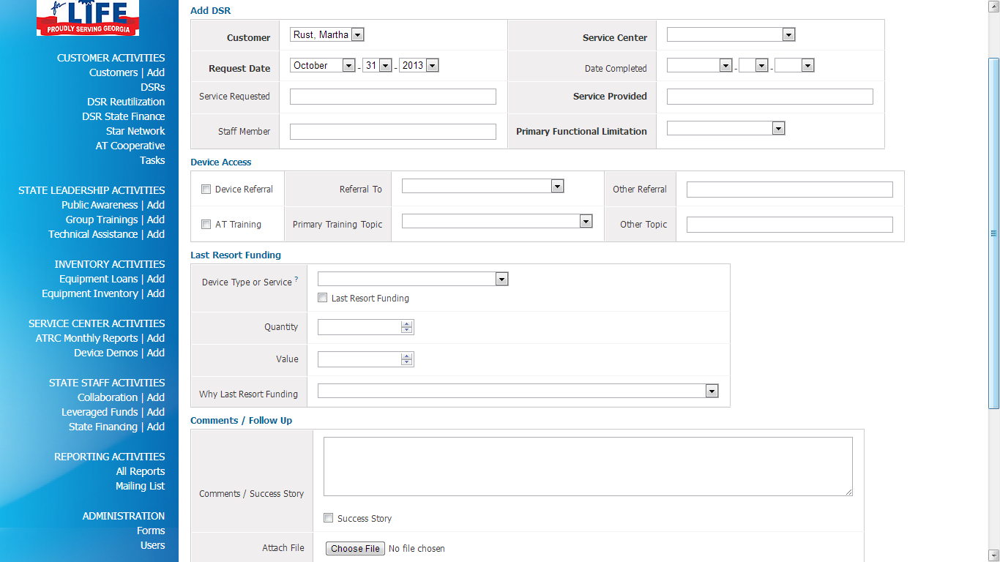 for LIFE
PROUDLY SERVING GEORGIA
CUSTOMER ACTIVITIES
Customers | Add
DSRs
DSR Reutilization
DSR State Finance
Star Network
AT Cooperative
Tasks
STATE LEADERSHIP ACTIVITIES
Public Awareness | Add
Group Trainings | Add
Technical Assistance | Add
INVENTORY ACTIVITIES
Equipment Loans | Add
Equipment Inventory | Add
SERVICE CENTER ACTIVITIES
ATRC Monthly Reports | Add
Device Demos | Add
STATE STAFF ACTIVITIES
Collaboration | Add
Leveraged Funds | Add
State Financing | Add
REPORTING ACTIVITIES
All Reports
Mailing List
ADMINISTRATION
Forms
Users
Add DSR
Customer Rust, Martha Service Center
Request Date October - 31 - 2013 Date Completed - -
Service Requested Service Provided
Staff Member Primary Functional Limitation
Device Access
Device Referral Referral To Other Referral
AT Training Primary Training Topic Other Topic
Last Resort Funding
Device Type or Service ?
Last Resort Funding
Quantity
Value
Why Last Resort Funding
Comments / Follow Up
Comments / Success Story
Success Story
Attach File Choose File No file chosen